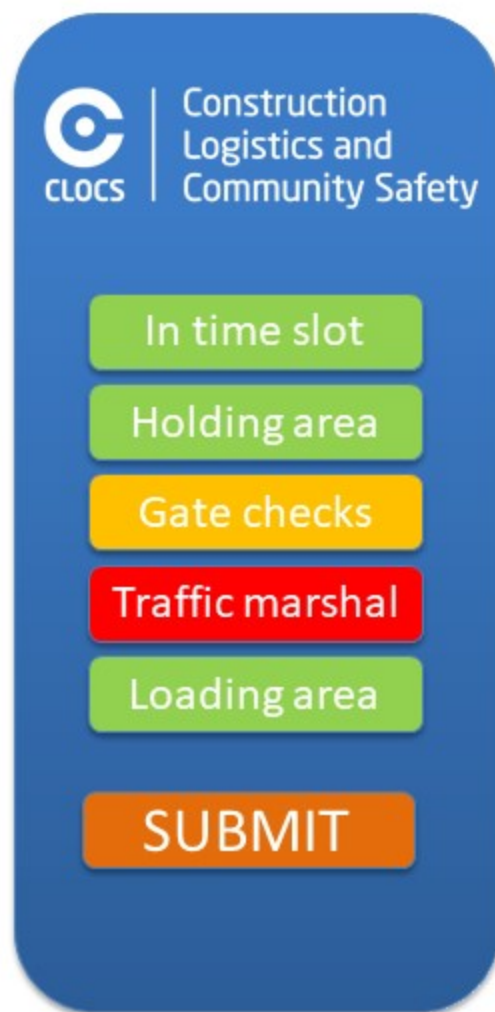 CLOCS
Construction
Logistics and
Community Safety
In time slot
Holding area
Gate checks
Traffic marshal
Loading area
SUBMIT